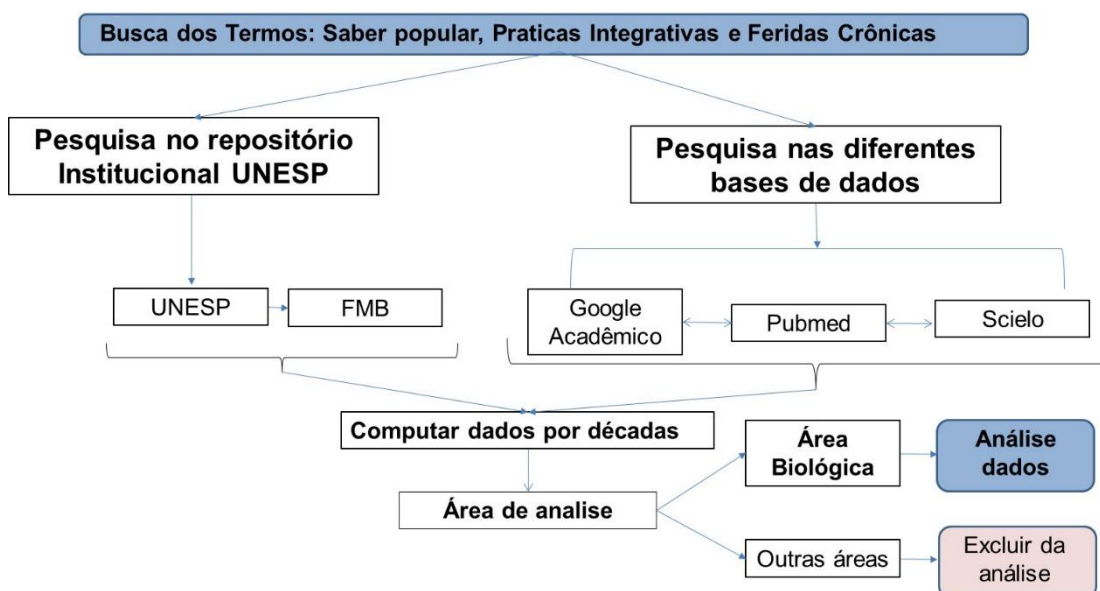 Busca dos Termos: Saber popular, Praticas Integrativas e Feridas Crônicas
Pesquisa no repositório
Institucional UNESP
Pesquisa nas diferentes
bases de dados
UNESP
FMB
Google
Acadêmico
Pubmed
Scielo
Computar dados por décadas
Área de analise
Área
Biológica
Análise
dados
Outras áreas
Excluir da
análise